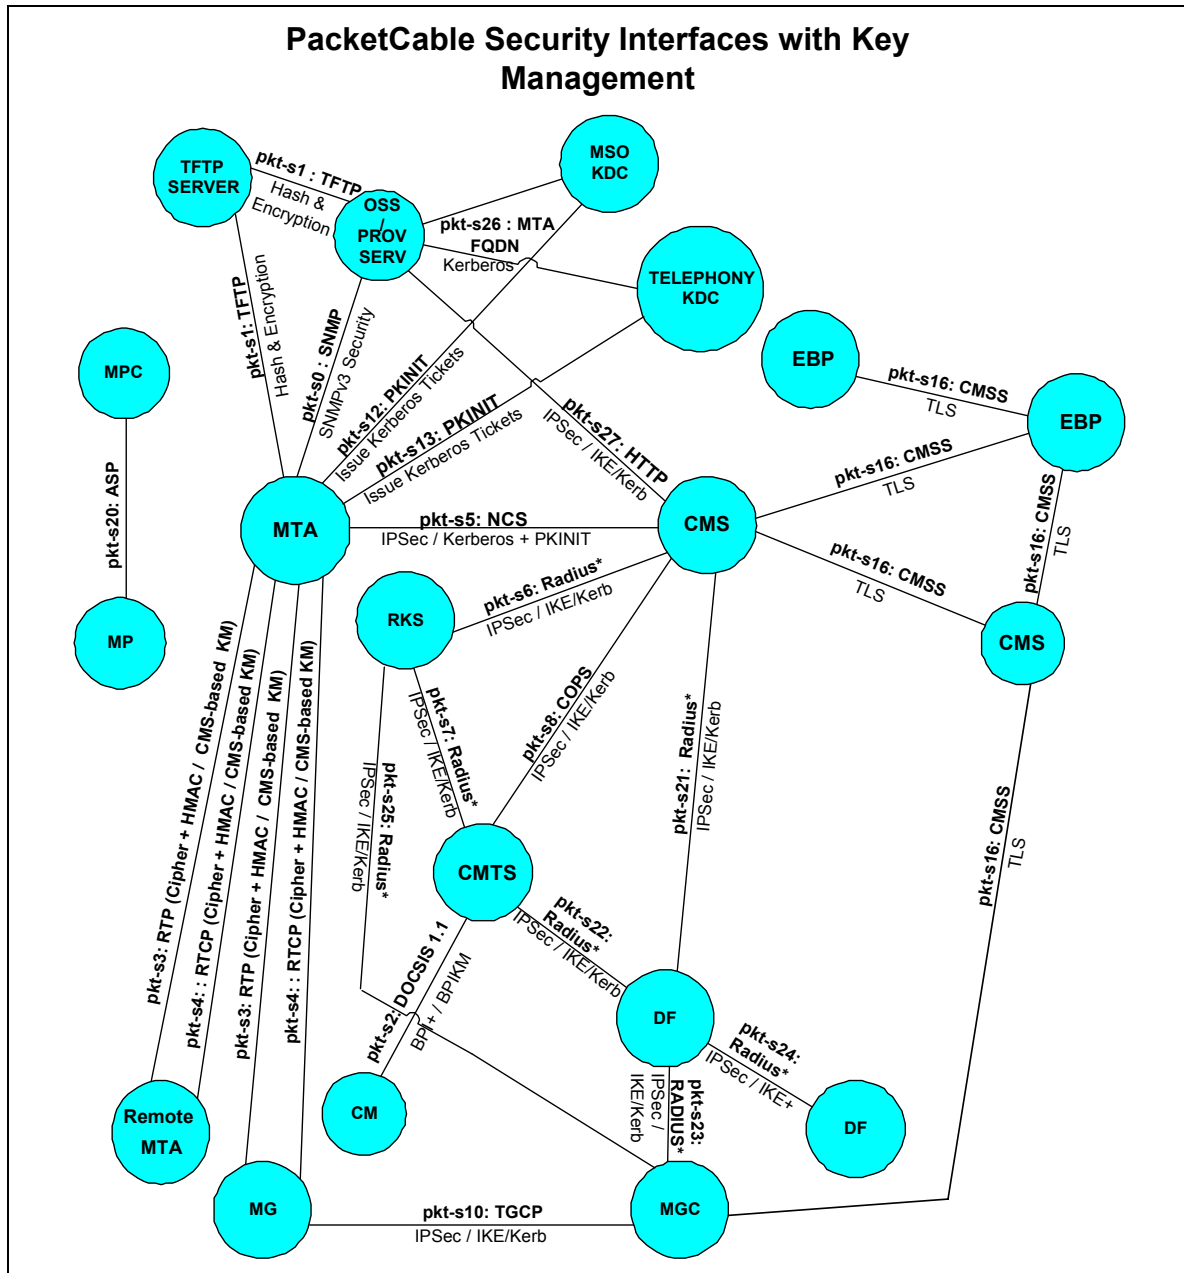 PacketCable Security Interfaces with Key
Management
TFTP
SERVER
pkt-s1 : TFTP
Hash &
Encryption
OSS
/
PROV
SERV
MSO
KDC
pkt-s26 : MTA
FQDN
Kerberos
TELEPHONY
KDC
pkt-s1: TFTP
Hash & Encryption
pkt-s0 : SNMP
SNMPv3 Security
pkt-s12: PKINIT
Issue Kerberos Tickets
pkt-s13: PKINIT
Issue Kerberos Tickets
pkt-s27: HTTP
IPSec / IKE/Kerb
MPC
pkt-s20: ASP
MP
EBP
pkt-s16: CMSS
TLS
EBP
pkt-s16: CMSS
TLS
pkt-s16: CMSS
TLS
MTA
pkt-s5: NCS
IPSec / Kerberos + PKINIT
CMS
pkt-s16: CMSS
TLS
CMS
RKS
pkt-s6: Radius*
IPSec / IKE/Kerb
pkt-s7: Radius*
IPSec / IKE/Kerb
pkt-s8: COPS
IPSec / IKE/Kerb
pkt-s21: Radius*
IPSec / IKE/Kerb
pkt-s25: Radius*
IPSec / IKE/Kerb
pkt-s3: RTP (Cipher + HMAC / CMS-based KM)
pkt-s4: : RTCP (Cipher + HMAC / CMS-based KM)
pkt-s3: RTP (Cipher + HMAC / CMS-based KM)
pkt-s4: : RTCP (Cipher + HMAC / CMS-based KM)
pkt-s16: CMSS
TLS
CMTS
pkt-s22:
Radius*
IPSec / IKE/Kerb
pkt-s2: DOCSIS 1.1
BPI+ / BPIKM
DF
pkt-s24:
Radius*
IPSec / IKE+
DF
pkt-s23:
RADIUS*
IPSec /
IKE/Kerb
CM
Remote
MTA
MG
pkt-s10: TGCP
IPSec / IKE/Kerb
MGC